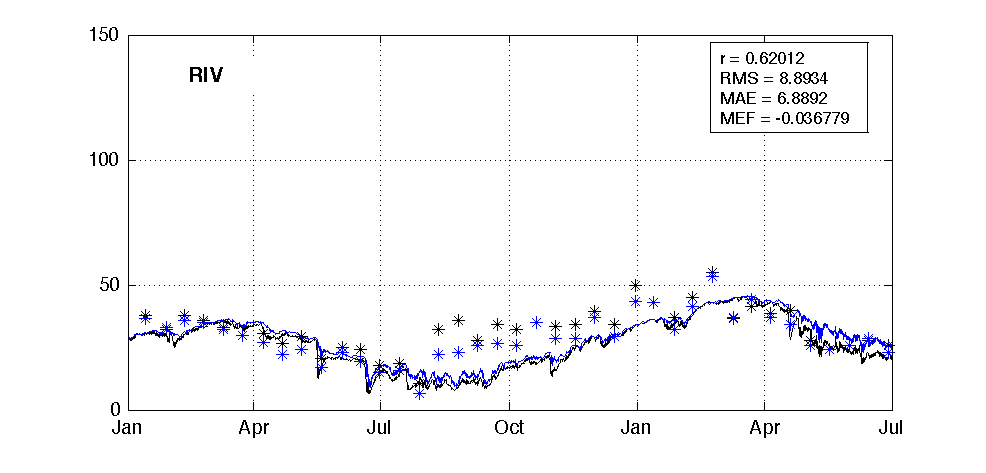 150
RIV
r = 0.62012
RMS = 8.8934
MAE = 6.8892
MEF = -0.036779
100
50
0
Jan Apr Jul Oct Jan Apr Jul